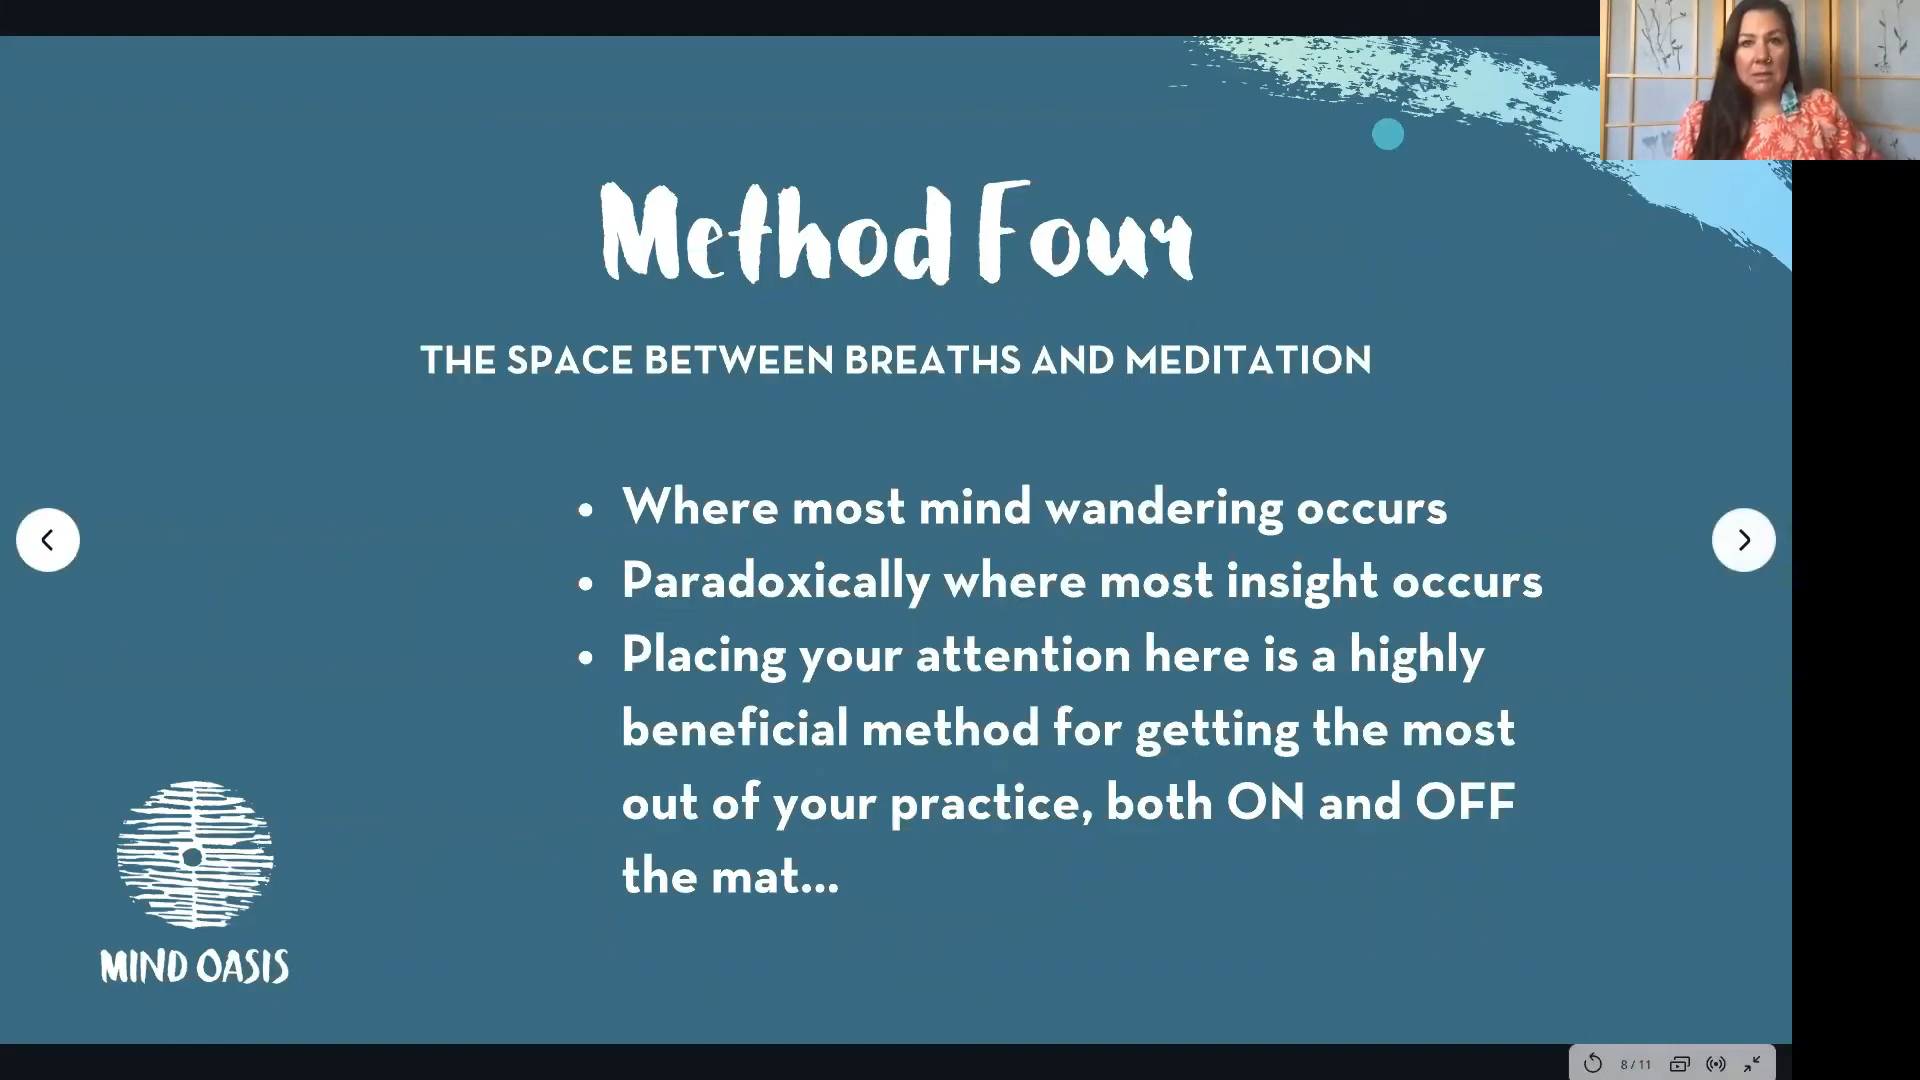 Method Four
THE SPACE BETWEEN BREATHS AND MEDITATION
• Where most mind wandering occurs
• Paradoxically where most insight occurs
• Placing your attention here is a highly
beneficial method for getting the most
out of your practice, both ON and OFF
the mat...
MIND OASIS
8 / 11